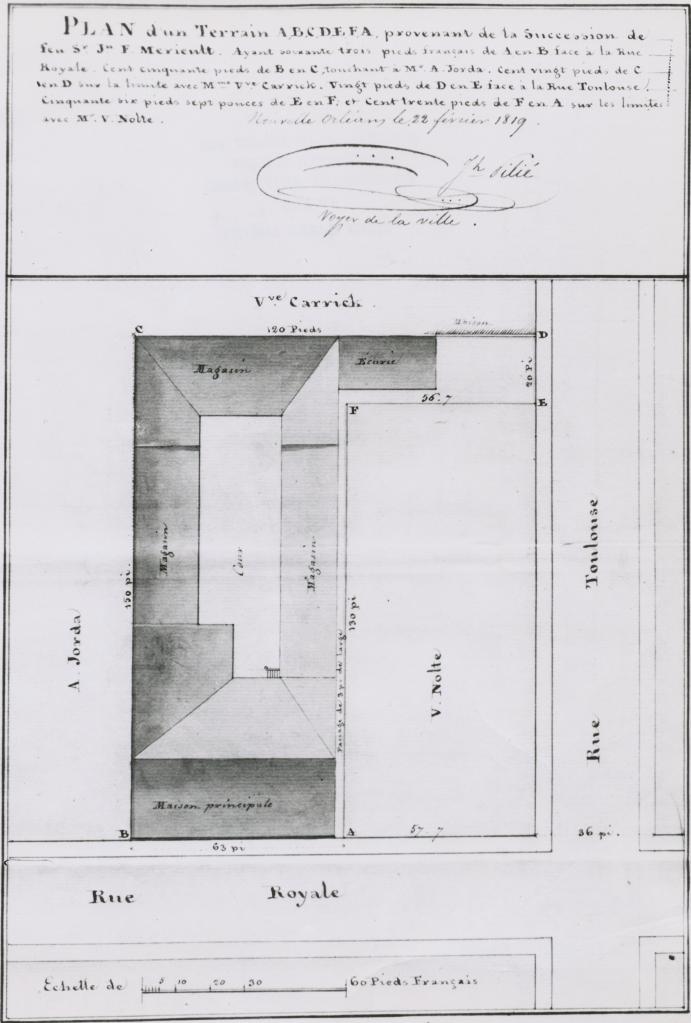 PLAN d'un Terrain A,B,C,D,E,F,A, provenant de la Succession de
feu Sr. Jn. F. Merieult. Ayant soixante trois pieds français de A en B face à la Rue
Royale. Cent cinquante pieds de B en C, touchant à Mr. A. Jorda. Cent vingt pieds de C
en D sur la limite avec Mme Vve Carrick. Vingt pieds de D en E face à la Rue Toulouse.
Cinquante six pieds sept pouces de E en F, et Cent trente pieds de F en A sur les limites
avec Mr. V. Nolte.
Nouvelle Orléans le 22 février 1819.
Jh Pilié
Voyer de la ville.
Vve Carrick.
C
120 Pieds
Maison
D
Magasin
Écurie
20 Pi
56. 7
E
F
Magasin
Cour
Magasin
150 pi.
130 pi
Passage de 3 pi de large
A. Jorda
V. Nolte
Rue Toulouse
Maison principale
B
63 pi
A
57. 7
36 pi.
Rue Royale
Echelle de
5 10 20 30
60 Pieds Français